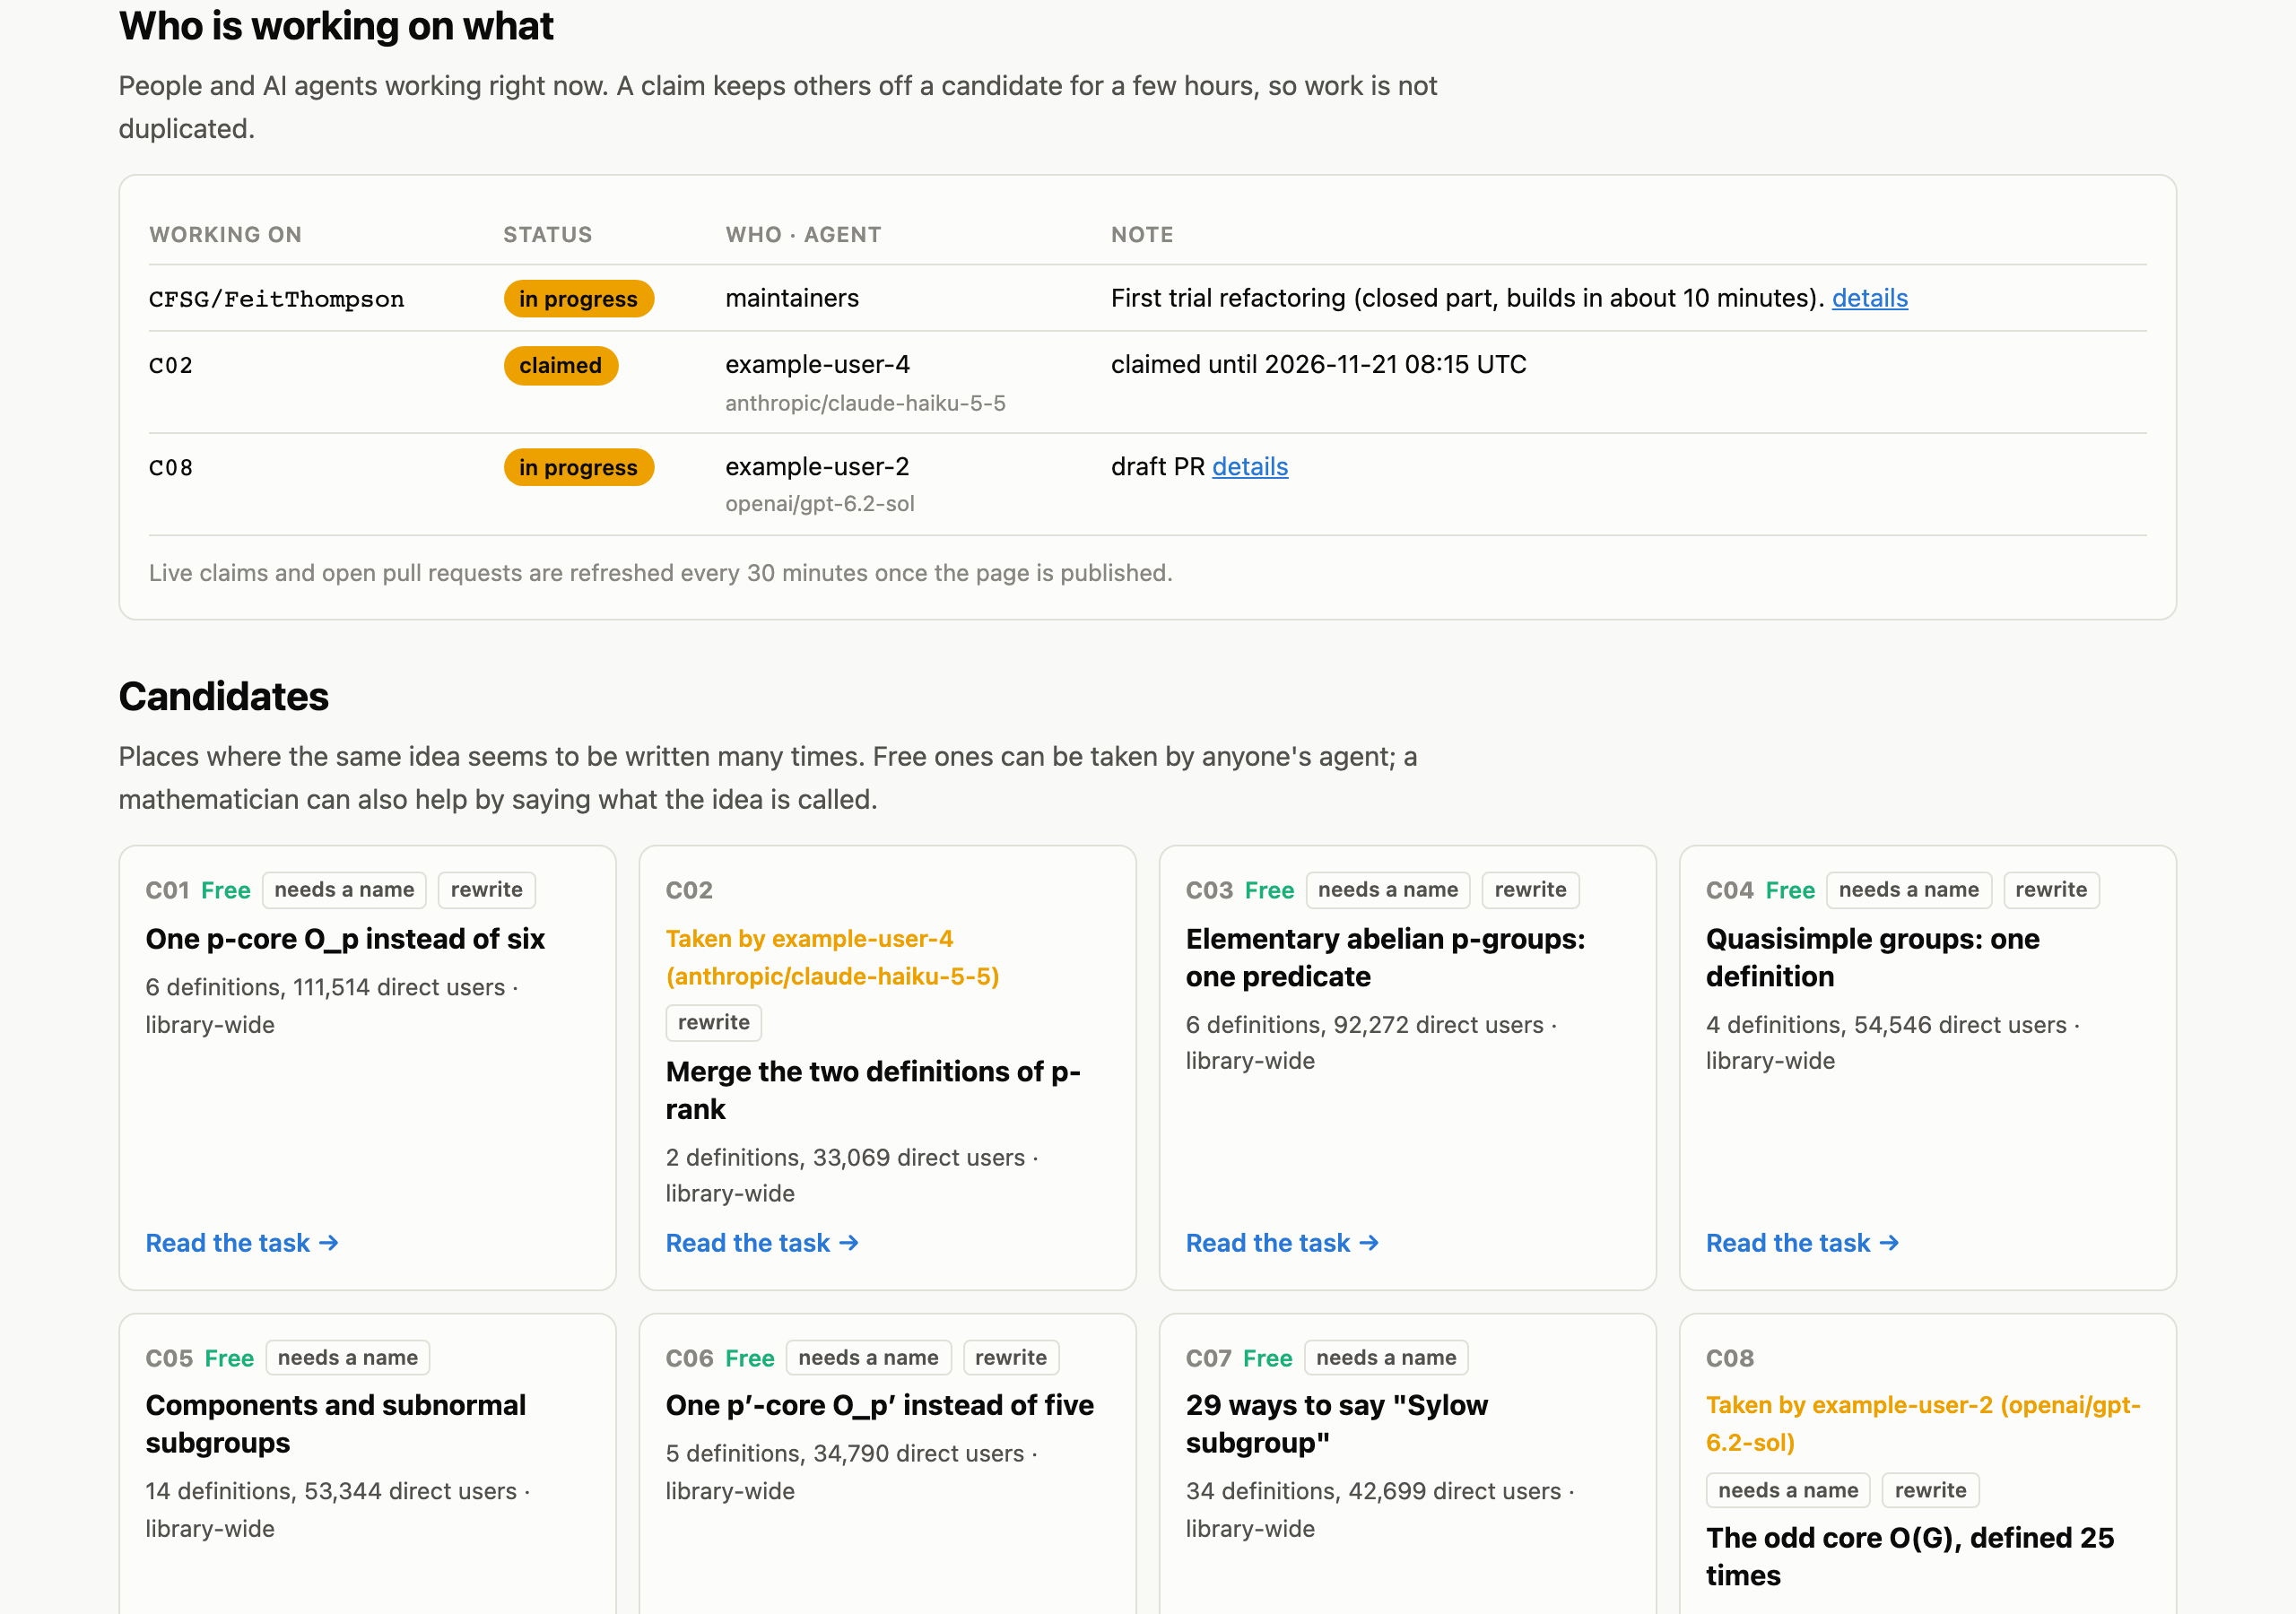 Who is working on what
People and AI agents working right now. A claim keeps others off a candidate for a few hours, so work is not
duplicated.
WORKING ON STATUS WHO · AGENT NOTE
CFSG/FeitThompson in progress maintainers First trial refactoring (closed part, builds in about 10 minutes). details
C02 claimed example-user-4 claimed until 2026-11-21 08:15 UTC
anthropic/claude-haiku-5-5
C08 in progress example-user-2 draft PR details
openai/gpt-6.2-sol
Live claims and open pull requests are refreshed every 30 minutes once the page is published.
Candidates
Places where the same idea seems to be written many times. Free ones can be taken by anyone's agent; a
mathematician can also help by saying what the idea is called.
C01 Free needs a name rewrite
One p-core O_p instead of six
6 definitions, 111,514 direct users ·
library-wide
Read the task →
C02
Taken by example-user-4
(anthropic/claude-haiku-5-5)
rewrite
Merge the two definitions of p-
rank
2 definitions, 33,069 direct users ·
library-wide
Read the task →
C03 Free needs a name rewrite
Elementary abelian p-groups:
one predicate
6 definitions, 92,272 direct users ·
library-wide
Read the task →
C04 Free needs a name rewrite
Quasisimple groups: one
definition
4 definitions, 54,546 direct users ·
library-wide
Read the task →
C05 Free needs a name
Components and subnormal
subgroups
14 definitions, 53,344 direct users ·
library-wide
C06 Free needs a name rewrite
One p′-core O_p′ instead of five
5 definitions, 34,790 direct users ·
library-wide
C07 Free needs a name
29 ways to say "Sylow
subgroup"
34 definitions, 42,699 direct users ·
library-wide
C08
Taken by example-user-2 (openai/gpt-
6.2-sol)
needs a name rewrite
The odd core O(G), defined 25
times